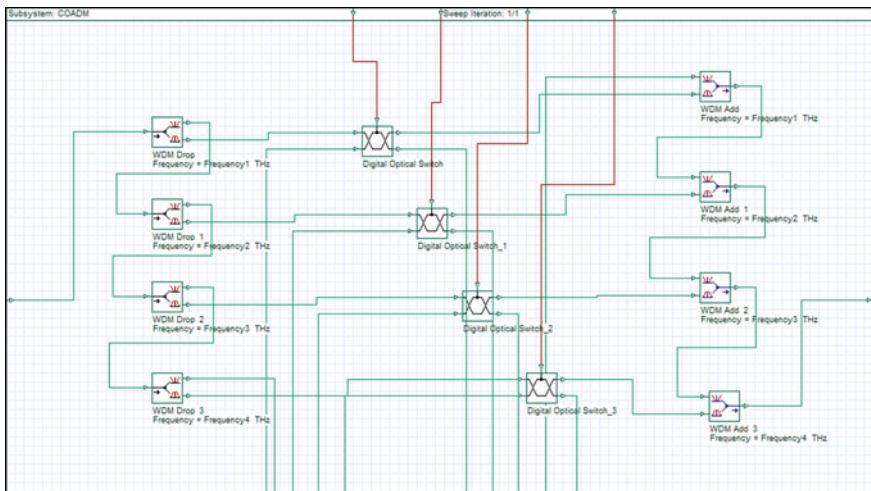 Subsystem: COADM
Sweep Iteration: 1/1
WDM Drop
Frequency = Frequency1 THz
Digital Optical Switch
WDM Add
Frequency = Frequency1 THz
WDM Drop 1
Frequency = Frequency2 THz
Digital Optical Switch_1
WDM Add 1
Frequency = Frequency2 THz
WDM Drop 2
Frequency = Frequency3 THz
Digital Optical Switch_2
WDM Add 2
Frequency = Frequency3 THz
WDM Drop 3
Frequency = Frequency4 THz
Digital Optical Switch_3
WDM Add 3
Frequency = Frequency4 THz